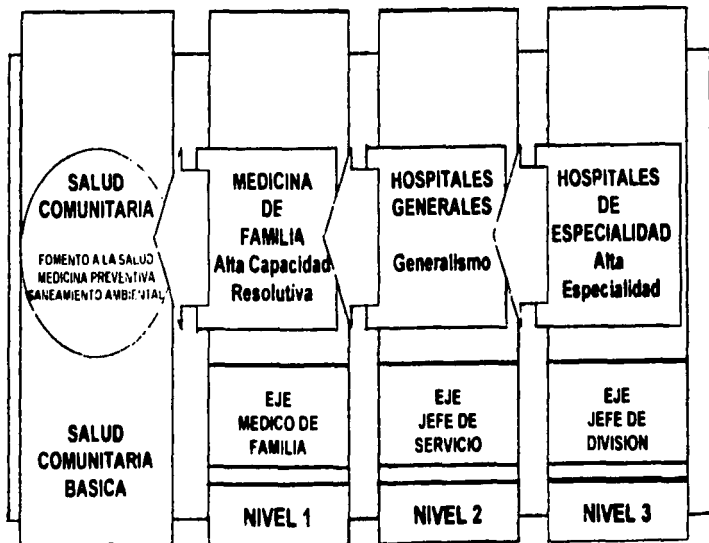 SALUD
COMUNITARIA
FOMENTO A LA SALUD
MEDICINA PREVENTIVA
SANEAMIENTO AMBIENTAL
SALUD
COMUNITARIA
BASICA
MEDICINA
DE
FAMILIA
Alta Capacidad
Resolutiva
EJE
MEDICO DE
FAMILIA
NIVEL 1
HOSPITALES
GENERALES
Generalismo
EJE
JEFE DE
SERVICIO
NIVEL 2
HOSPITALES
DE
ESPECIALIDAD
Alta
Especialidad
EJE
JEFE DE
DIVISION
NIVEL 3